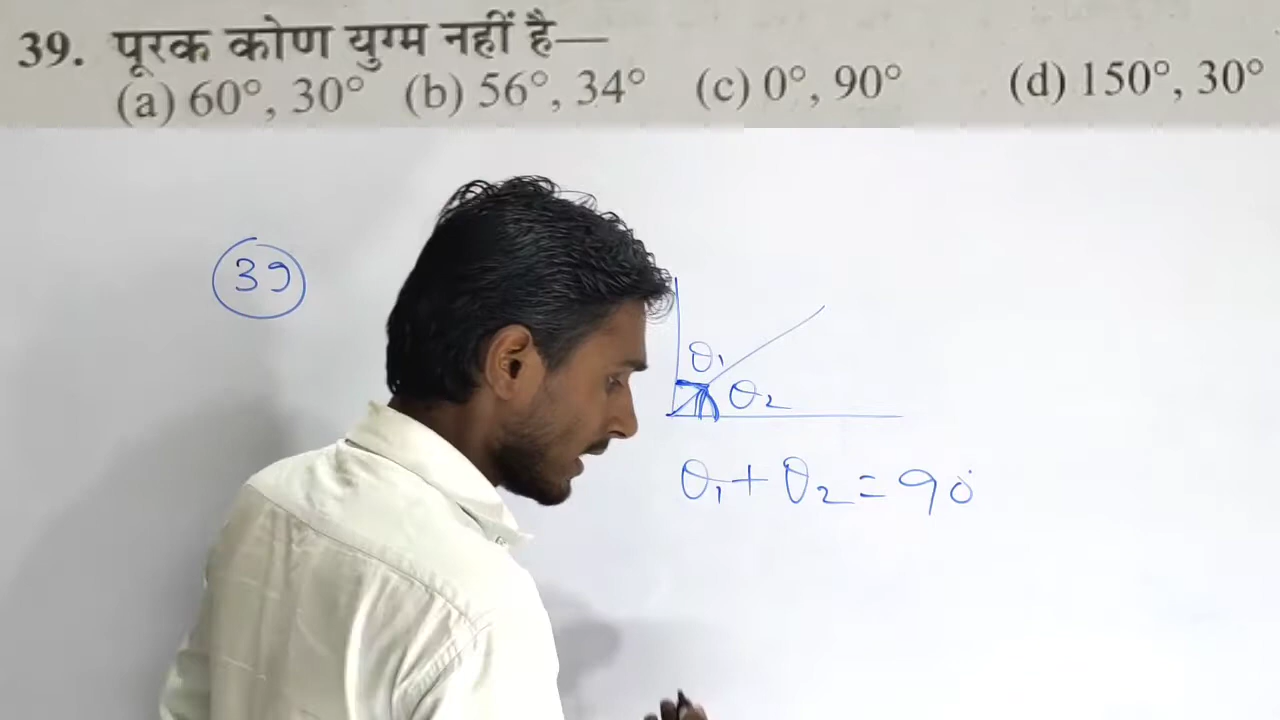 39. पूरक कोण युग्म नहीं है—
(a) 60°, 30° (b) 56°, 34° (c) 0°, 90° (d) 150°, 30°
39
θ₁
θ₂
θ₁ + θ₂ = 90°